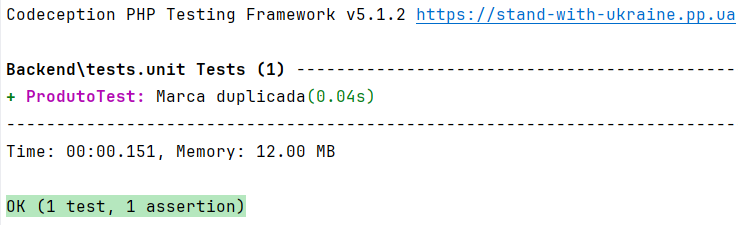 Codeception PHP Testing Framework v5.1.2 https://stand-with-ukraine.pp.ua
Backend\tests.unit Tests (1) --------------------------------------------
+ ProdutoTest: Marca duplicada(0.04s)
-------------------------------------------------------------------------
Time: 00:00.151, Memory: 12.00 MB
OK (1 test, 1 assertion)